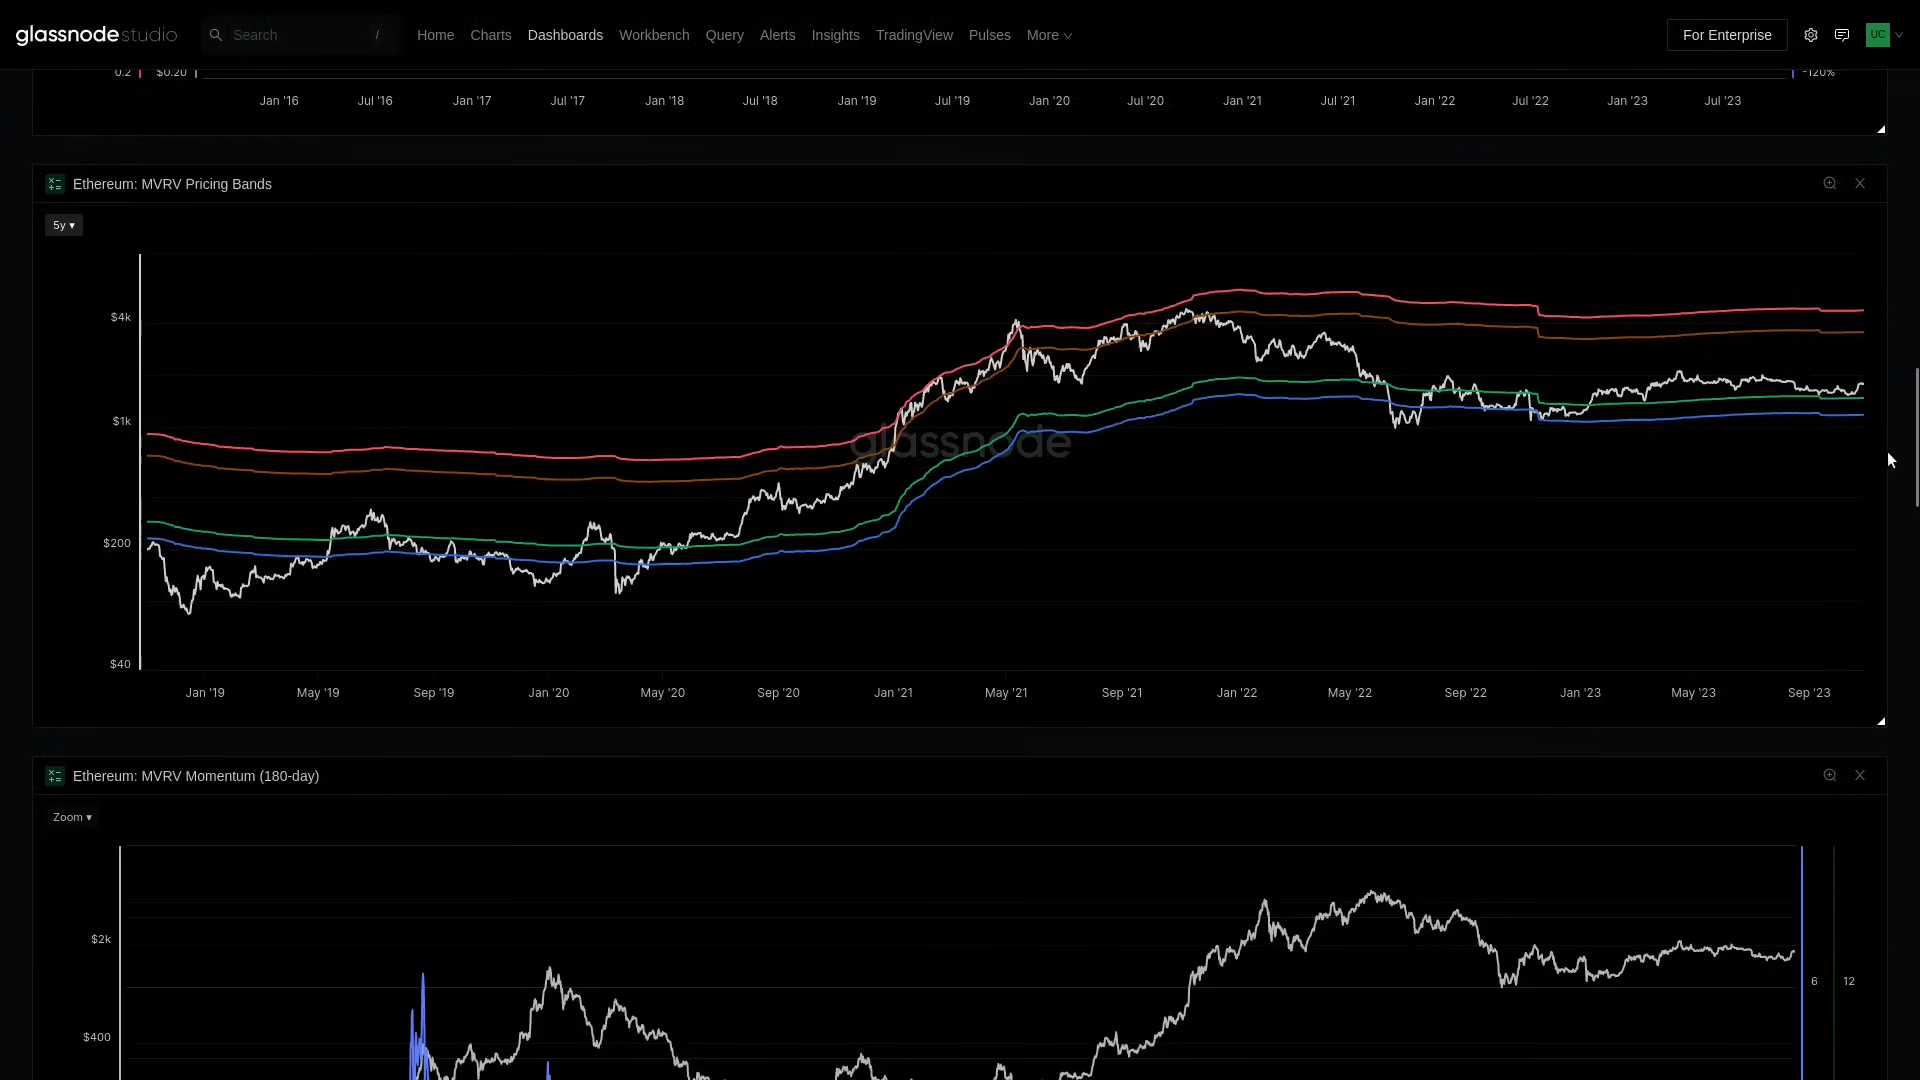 glassnodestudio Search / Home Charts Dashboards Workbench Query Alerts Insights TradingView Pulses More For Enterprise UC
0.2 $0.20 -120%
Jan '16 Jul '16 Jan '17 Jul '17 Jan '18 Jul '18 Jan '19 Jul '19 Jan '20 Jul '20 Jan '21 Jul '21 Jan '22 Jul '22 Jan '23 Jul '23
Ethereum: MVRV Pricing Bands
5y ▾
$4k
$1k
glassnode
$200
$40
Jan '19 May '19 Sep '19 Jan '20 May '20 Sep '20 Jan '21 May '21 Sep '21 Jan '22 May '22 Sep '22 Jan '23 May '23 Sep '23
Ethereum: MVRV Momentum (180-day)
Zoom ▾
$2k
6 12
$400